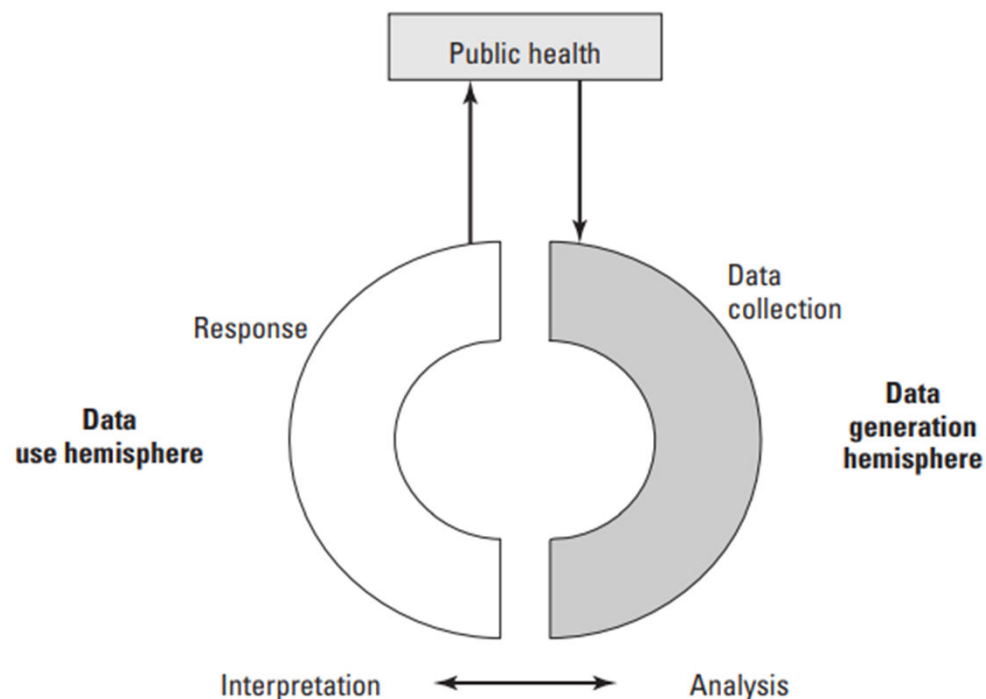 Public health
Data
collection
Response
Data
use hemisphere
Data
generation
hemisphere
Interpretation
Analysis